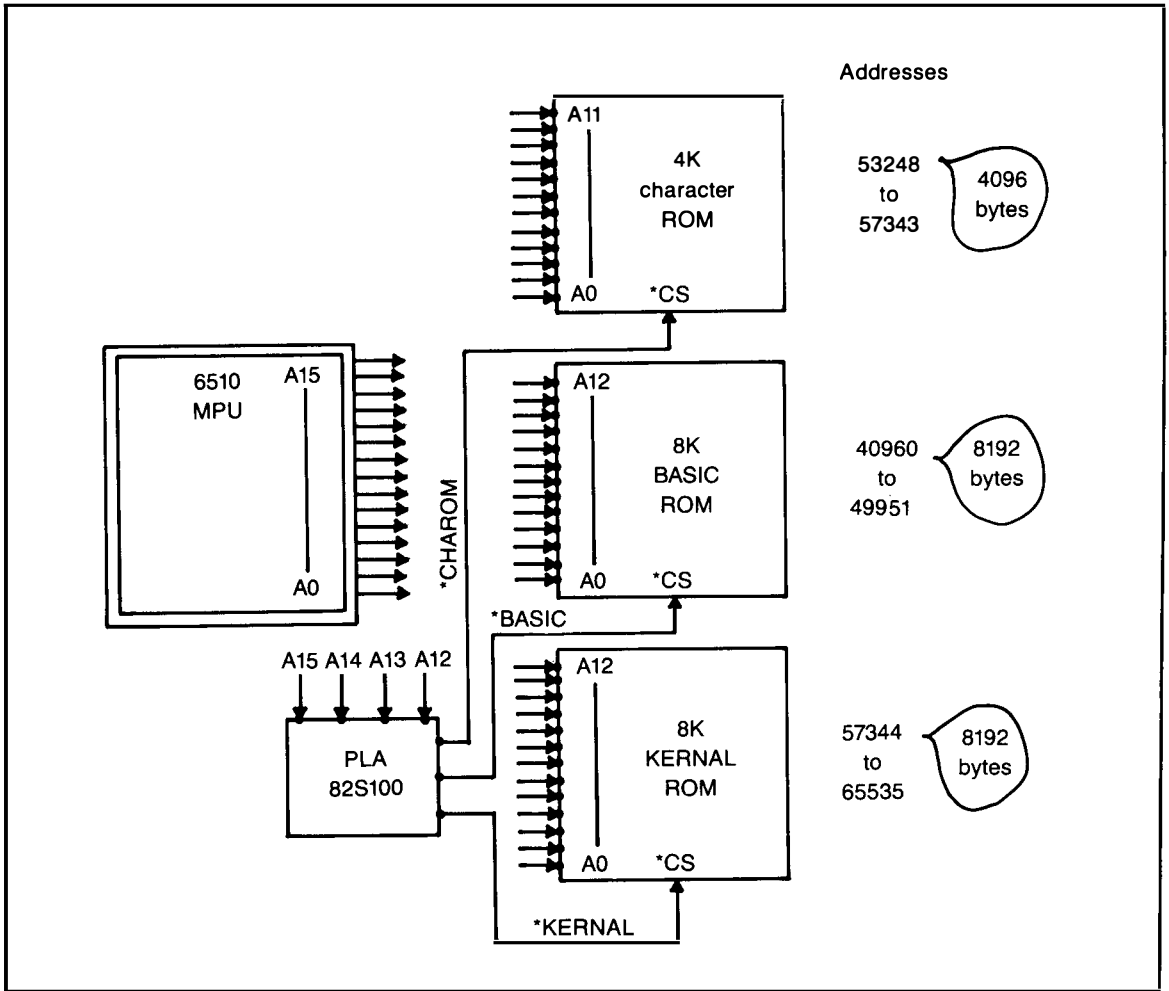 Addresses
A11
4K
character
ROM
A0
*CS
53248
to
57343
4096
bytes
6510
MPU
A15
A0
*CHAROM
A12
8K
BASIC
ROM
A0
*CS
40960
to
49951
8192
bytes
*BASIC
A15 A14 A13 A12
PLA
82S100
A12
8K
KERNAL
ROM
A0
*CS
57344
to
65535
8192
bytes
*KERNAL